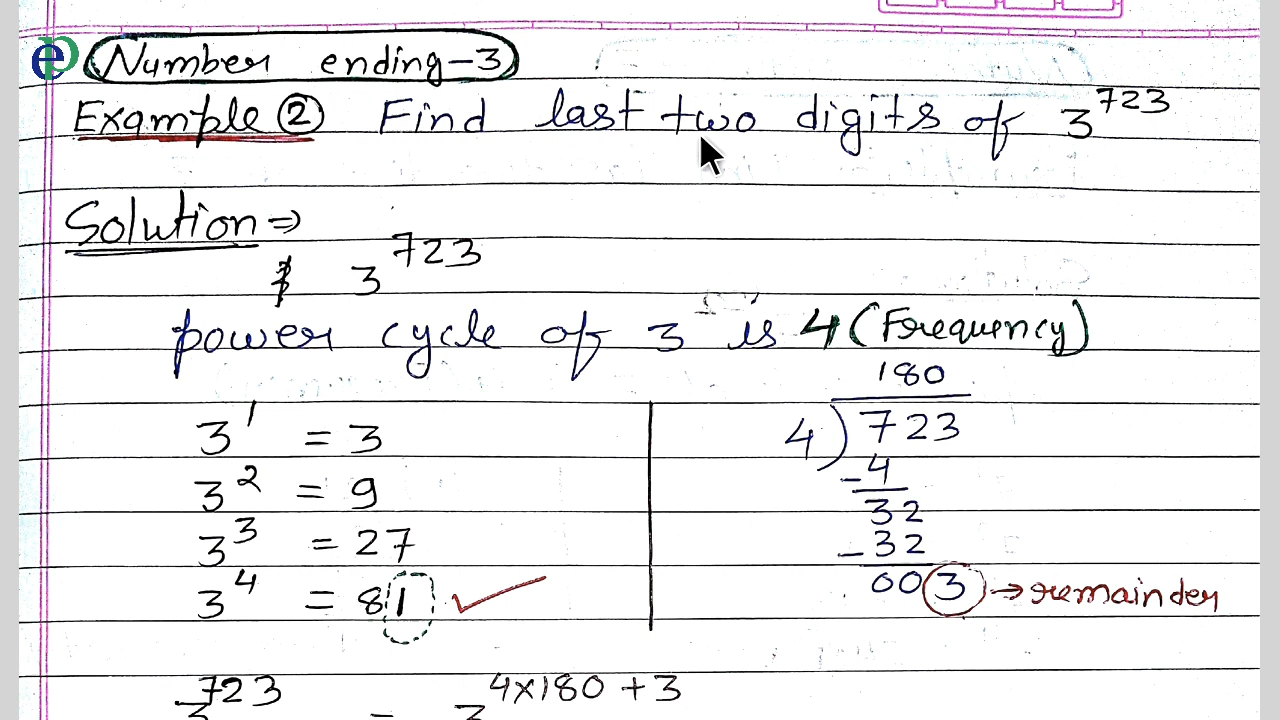 ep
Number ending-3
Example ② Find last two digits of 3^723
Solution ⇒
3^723
power cycle of 3 is 4 (Frequency)
3^1 = 3
3^2 = 9
3^3 = 27
3^4 = 81 ✓
180
4)723
-4
32
-32
003 → remainder
3^723 = 3^4×180+3